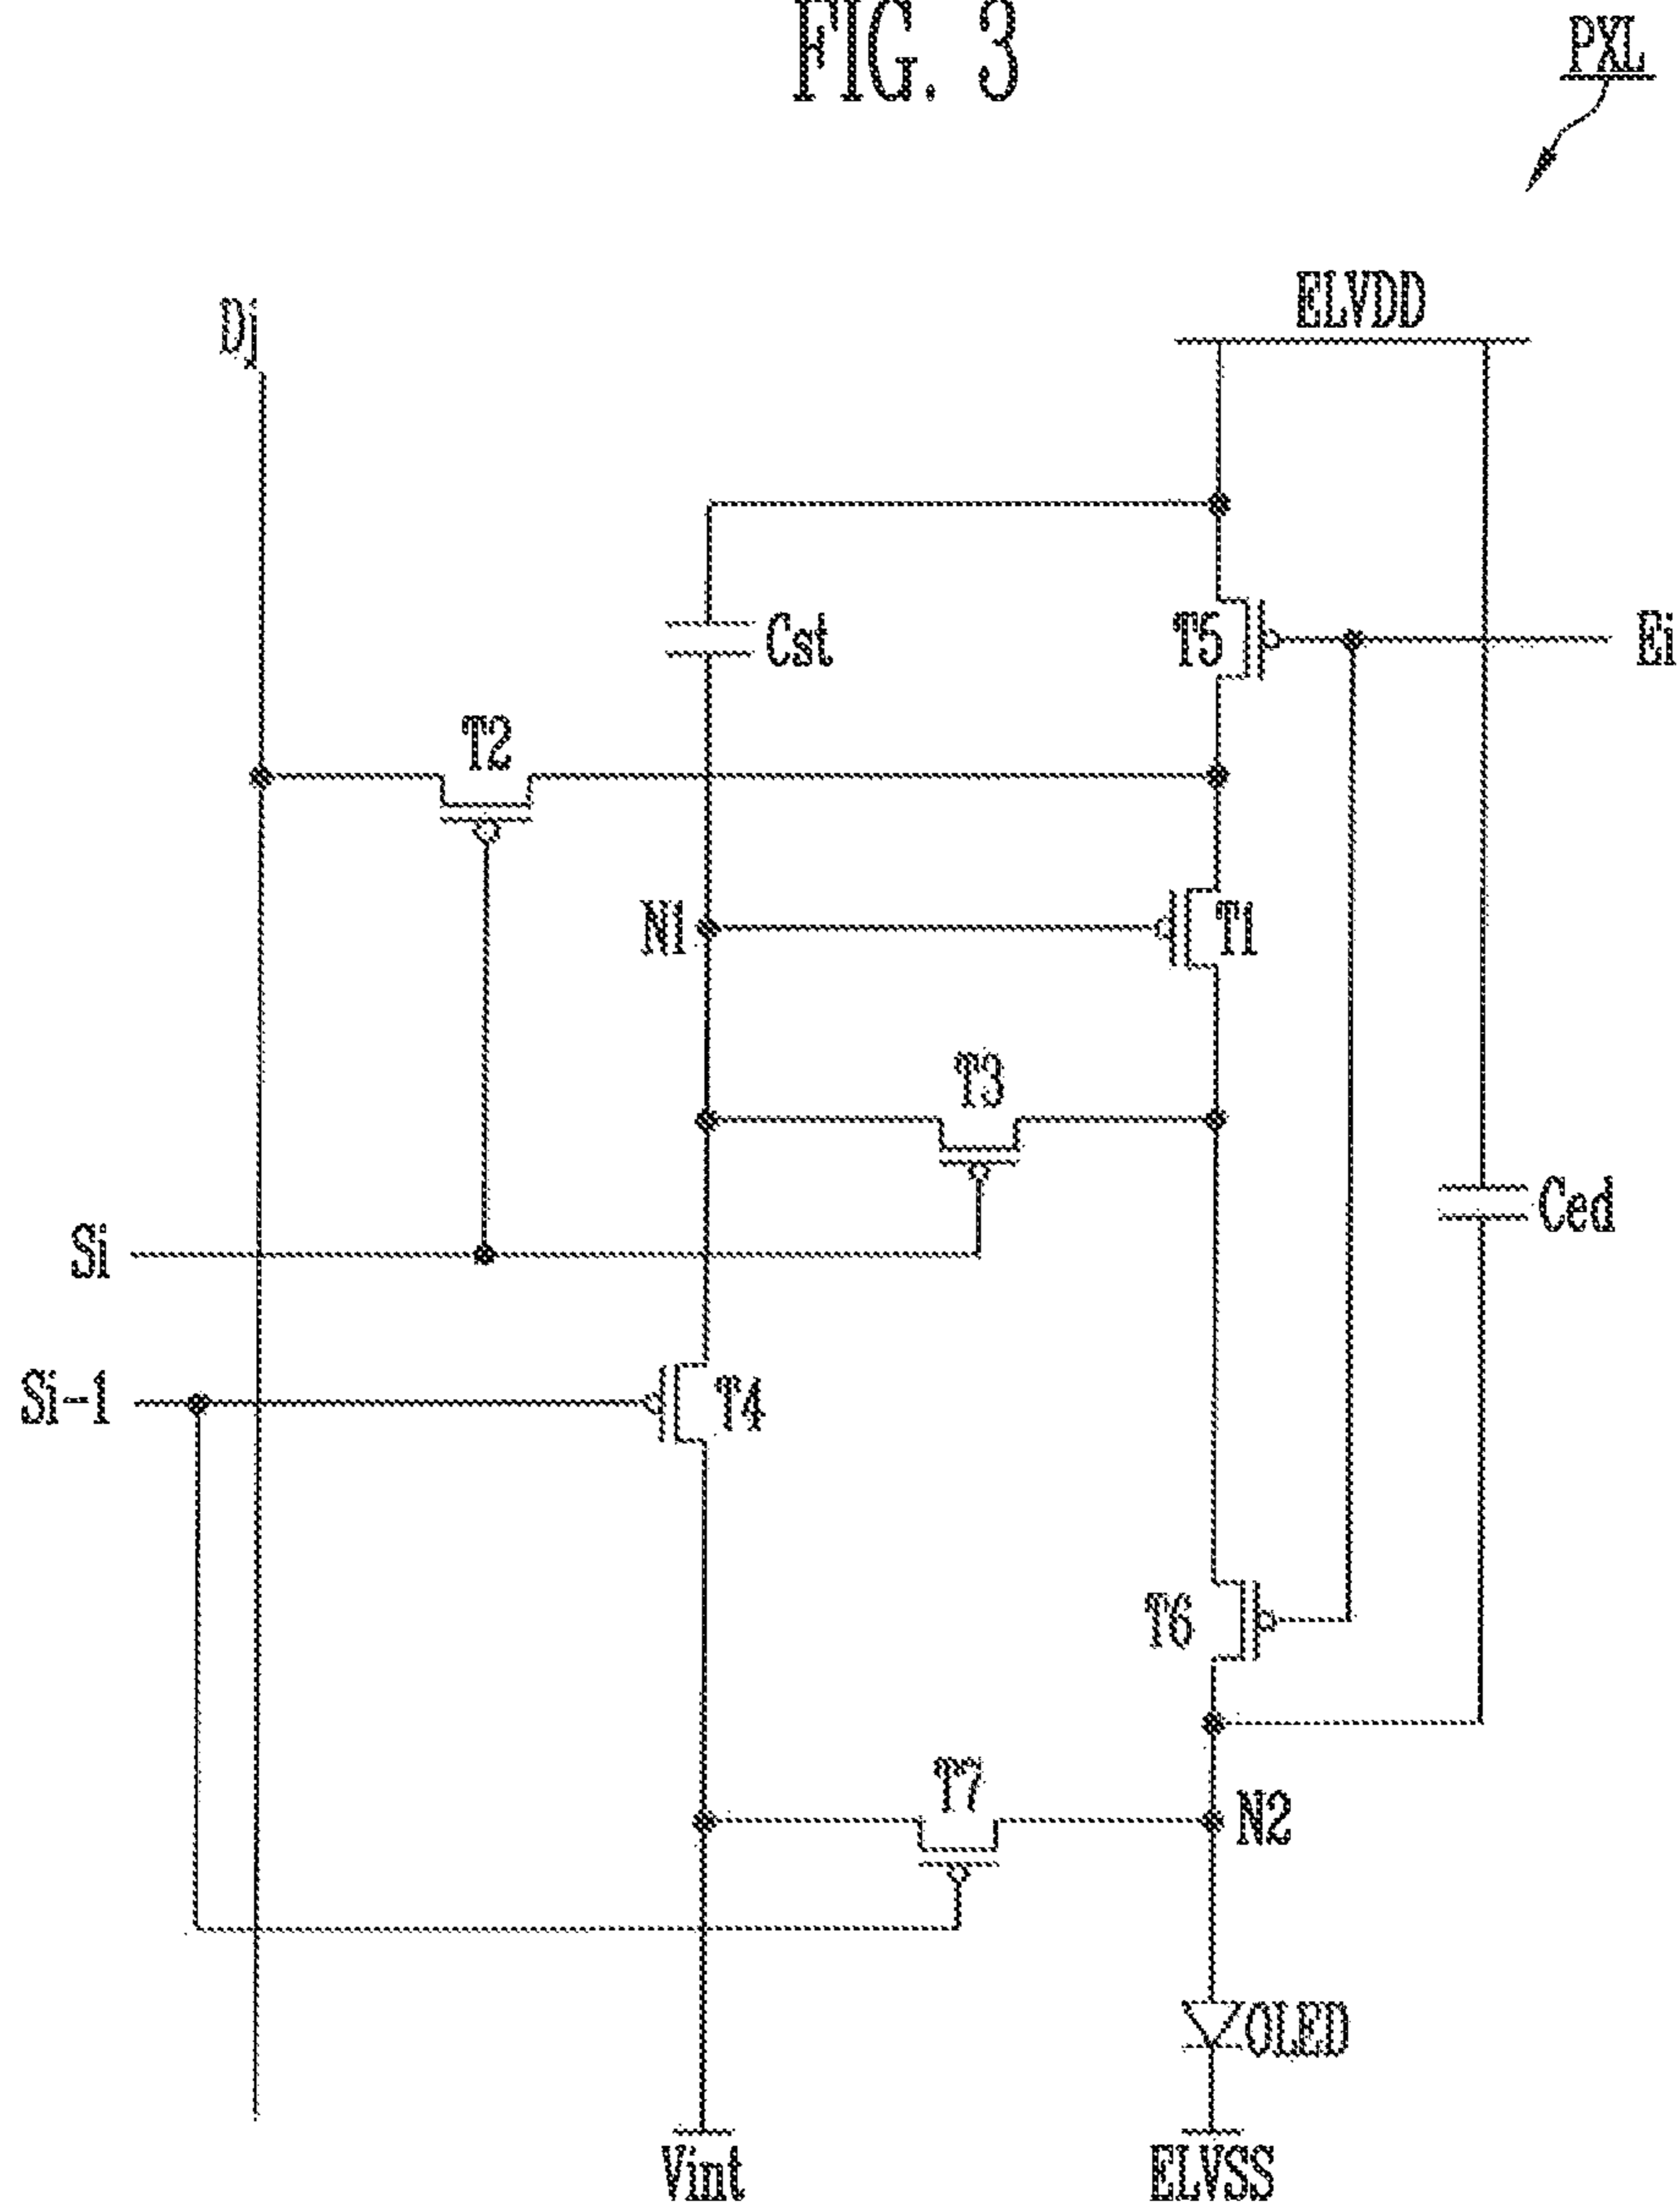 FIG. 3
PXL
ELVDD
Dj
Cst
T5
Ei
T2
N1
T1
T3
Ced
Si
Si-1
T4
T6
T7
N2
OLED
Vint
ELVSS